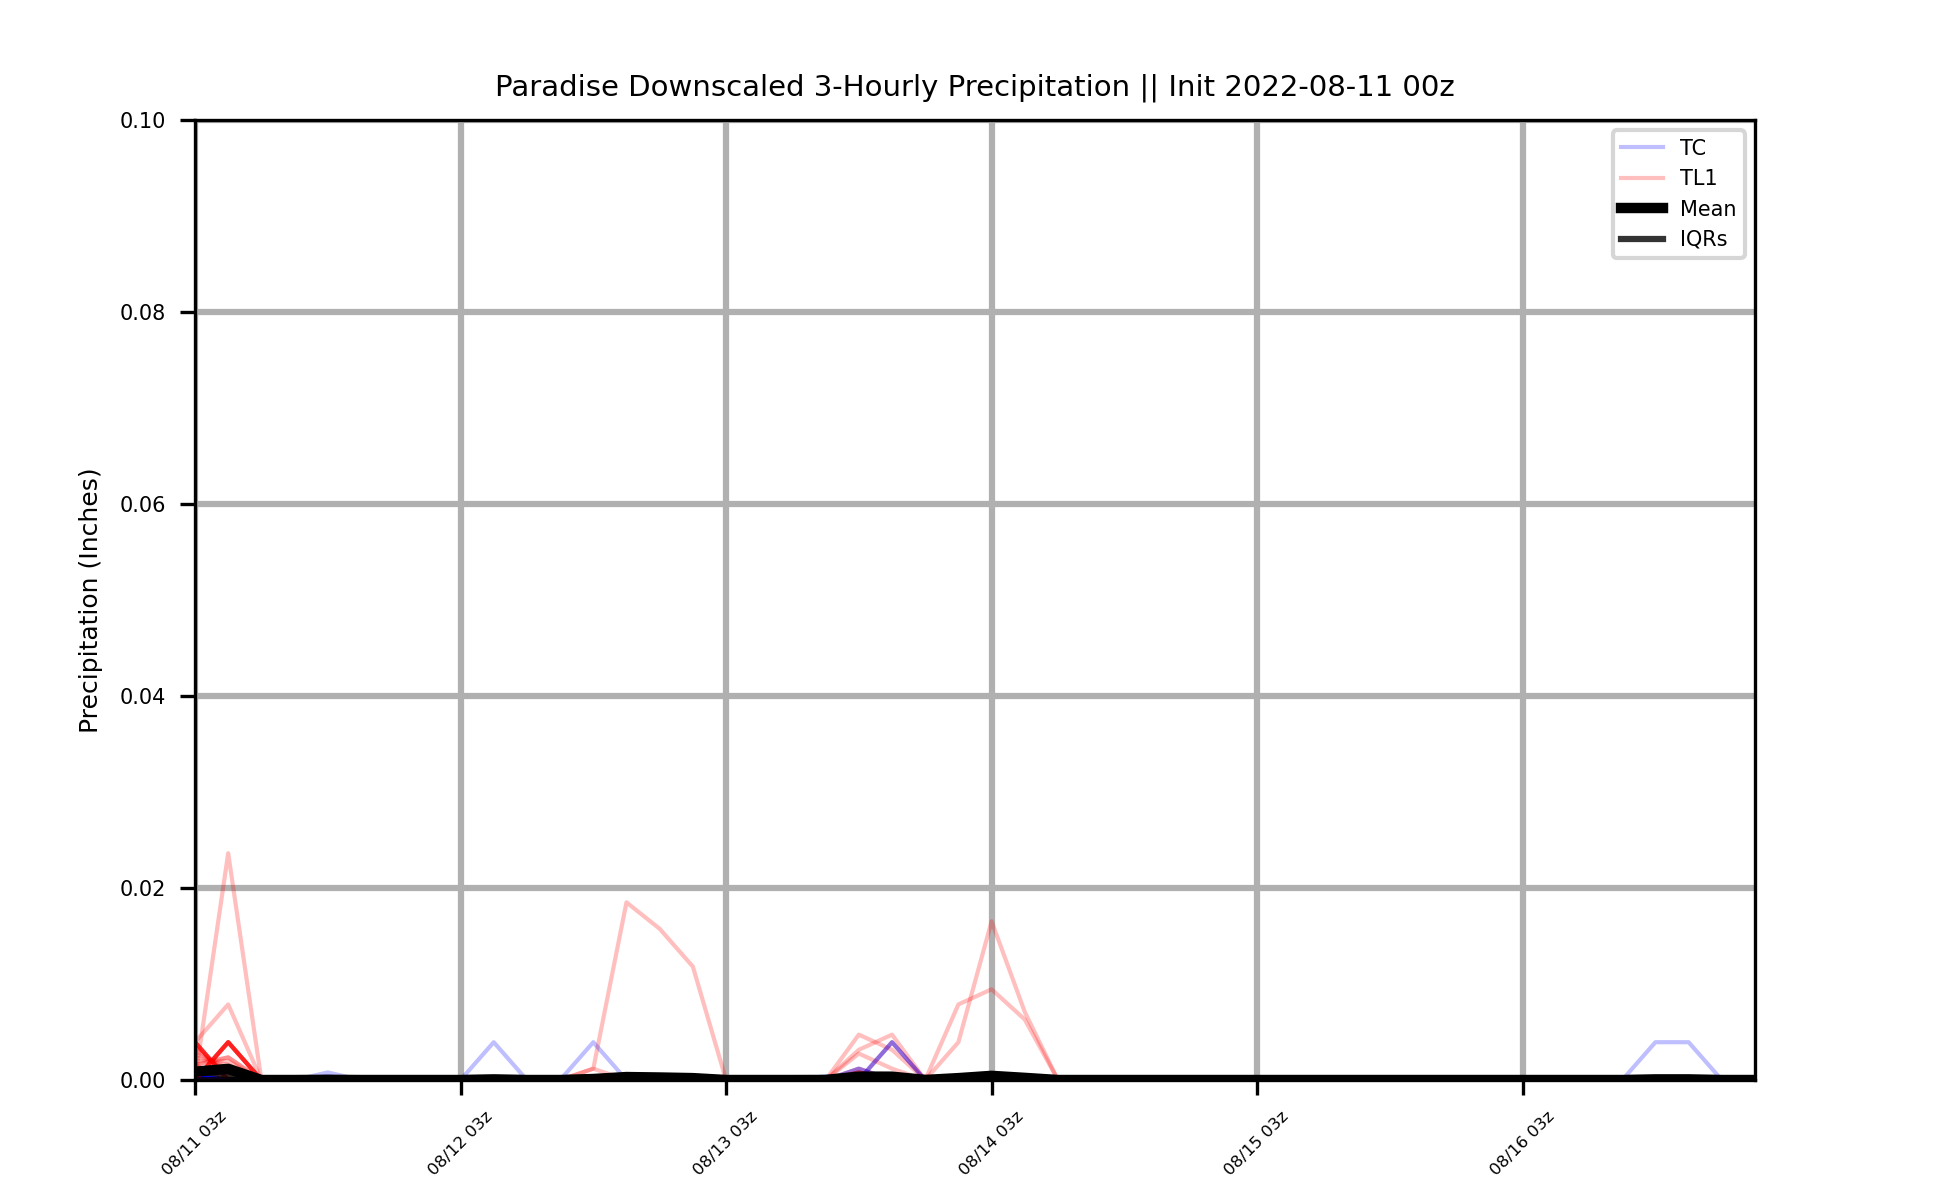 Paradise Downscaled 3-Hourly Precipitation || Init 2022-08-11 00z
0.10
0.08
0.06
0.04
0.02
0.00
Precipitation (Inches)
TC
TL1
Mean
IQRs
08/11 03z
08/12 03z
08/13 03z
08/14 03z
08/15 03z
08/16 03z